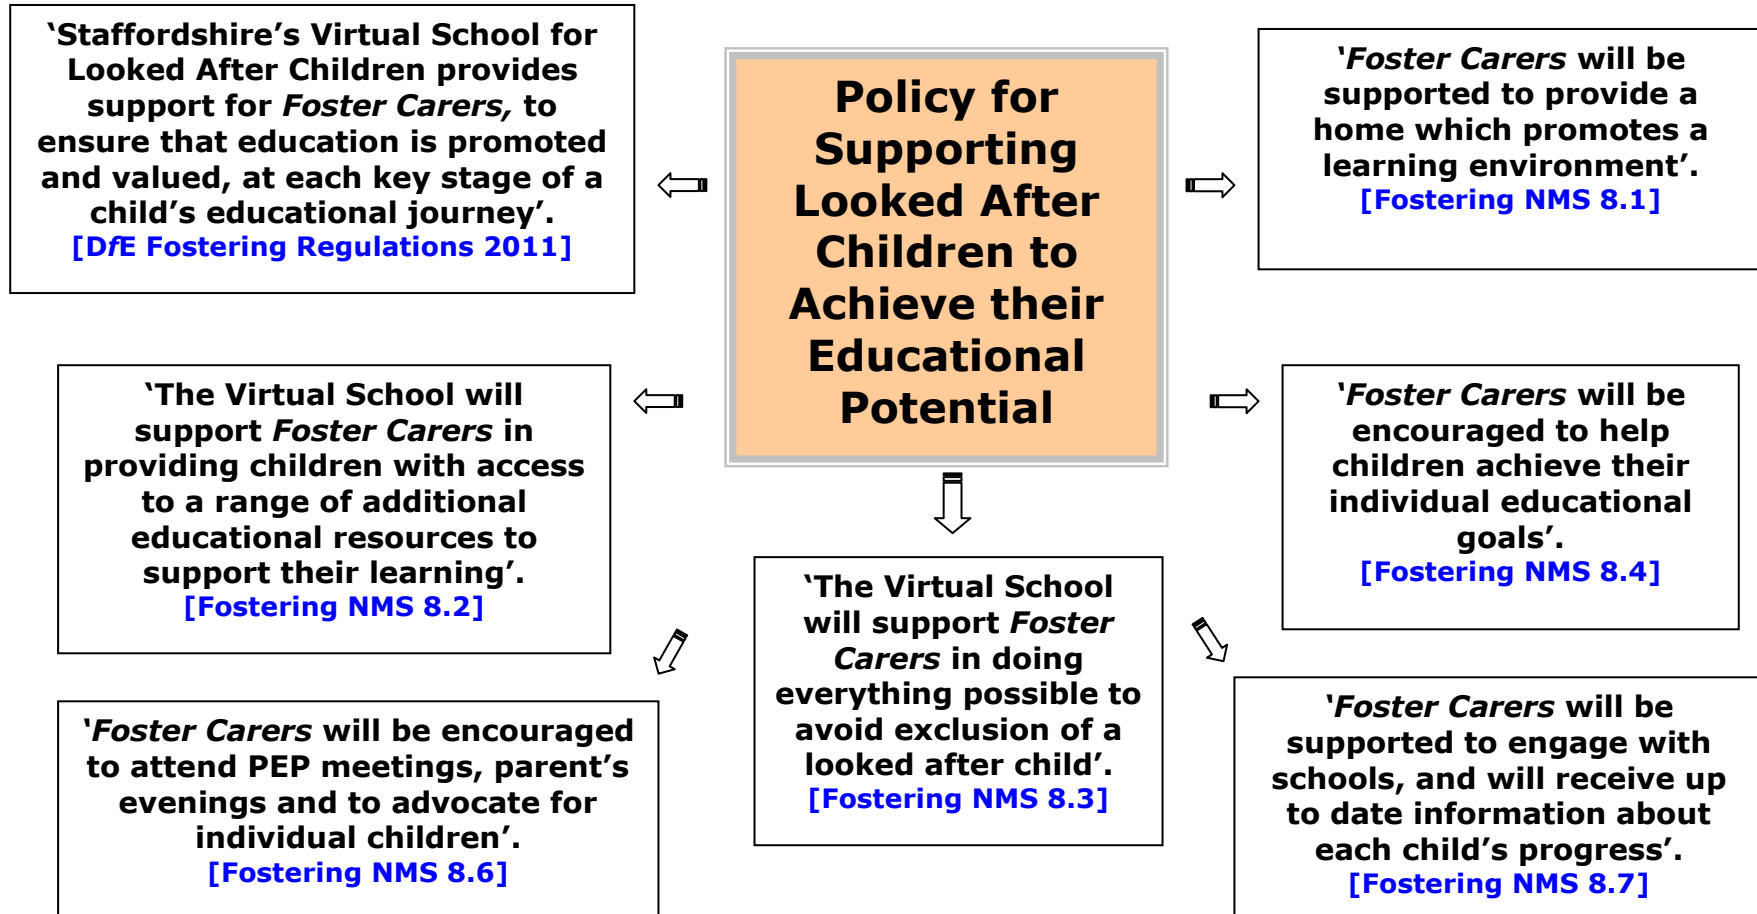 ‘Staffordshire’s Virtual School for
Looked After Children provides
support for Foster Carers, to
ensure that education is promoted
and valued, at each key stage of a
child’s educational journey’.
[DfE Fostering Regulations 2011]
Policy for
Supporting
Looked After
Children to
Achieve their
Educational
Potential
‘Foster Carers will be
supported to provide a
home which promotes a
learning environment’.
[Fostering NMS 8.1]
‘The Virtual School will
support Foster Carers in
providing children with access
to a range of additional
educational resources to
support their learning’.
[Fostering NMS 8.2]
‘Foster Carers will be
encouraged to help
children achieve their
individual educational
goals’.
[Fostering NMS 8.4]
‘The Virtual School
will support Foster
Carers in doing
everything possible to
avoid exclusion of a
looked after child’.
[Fostering NMS 8.3]
‘Foster Carers will be encouraged
to attend PEP meetings, parent’s
evenings and to advocate for
individual children’.
[Fostering NMS 8.6]
‘Foster Carers will be
supported to engage with
schools, and will receive up
to date information about
each child’s progress’.
[Fostering NMS 8.7]